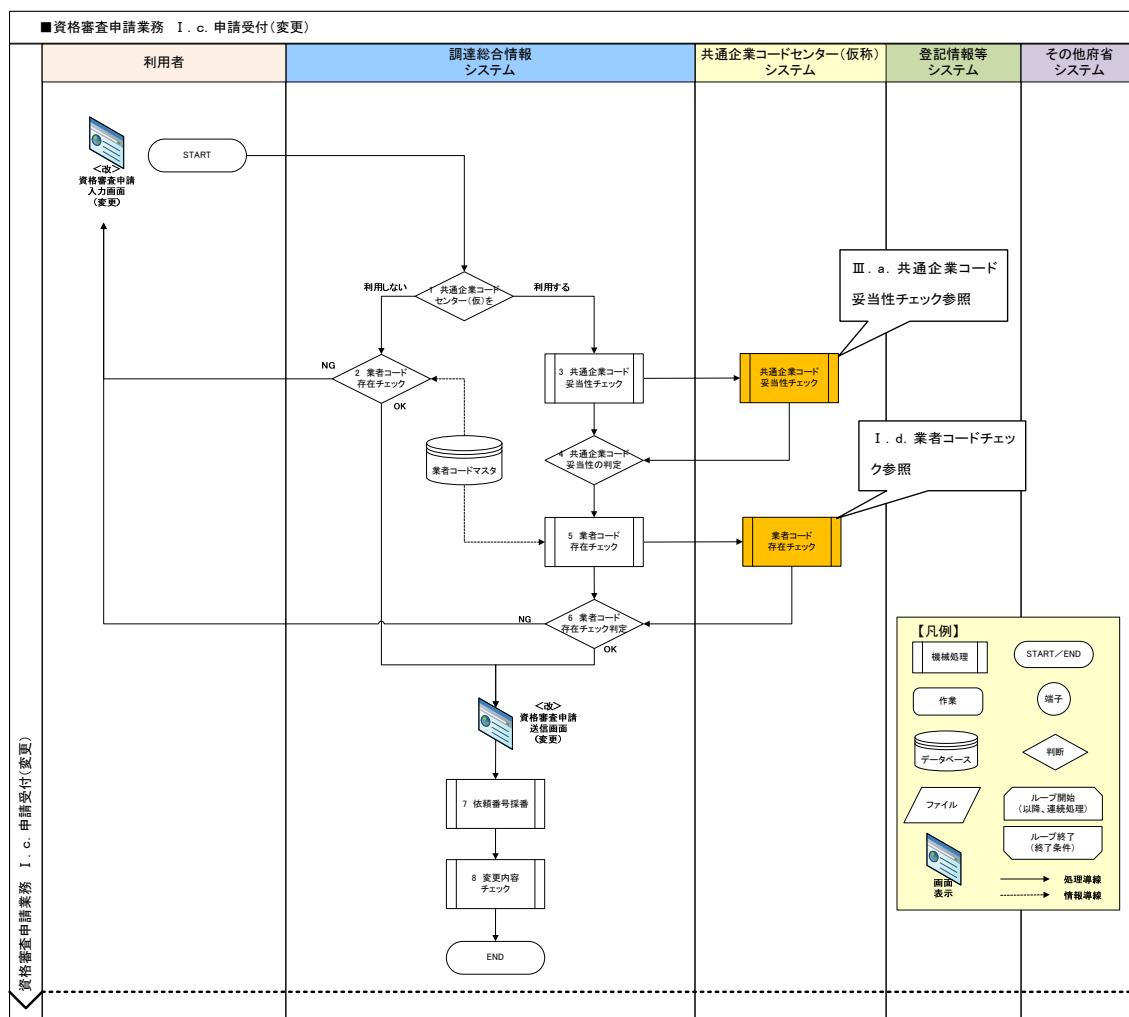 ■資格審査申請業務 Ⅰ.c.申請受付(変更)
利用者
調達総合情報
システム
共通企業コードセンター(仮称)
システム
登記情報等
システム
その他府省
システム
START
<改>
資格審査申請
入力画面
(変更)
1 共通企業コード
センター(仮)を
利用しない
利用する
Ⅲ.a.共通企業コード
妥当性チェック参照
NG
2 業者コード
存在チェック
OK
3 共通企業コード
妥当性チェック
共通企業コード
妥当性チェック
業者コードマスタ
4 共通企業コード
妥当性の判定
Ⅰ.d.業者コードチェッ
ク参照
5 業者コード
存在チェック
業者コード
存在チェック
NG
6 業者コード
存在チェック判定
OK
<改>
資格審査申請
送信画面
(変更)
7 依頼番号採番
8 変更内容
チェック
END
【凡例】
機械処理
START/END
作業
端子
データベース
判断
ファイル
ループ開始
(以降、連続処理)
ループ終了
(終了条件)
画面
表示
処理導線
情報導線
資格審査申請業務 Ⅰ.c.申請受付(変更)